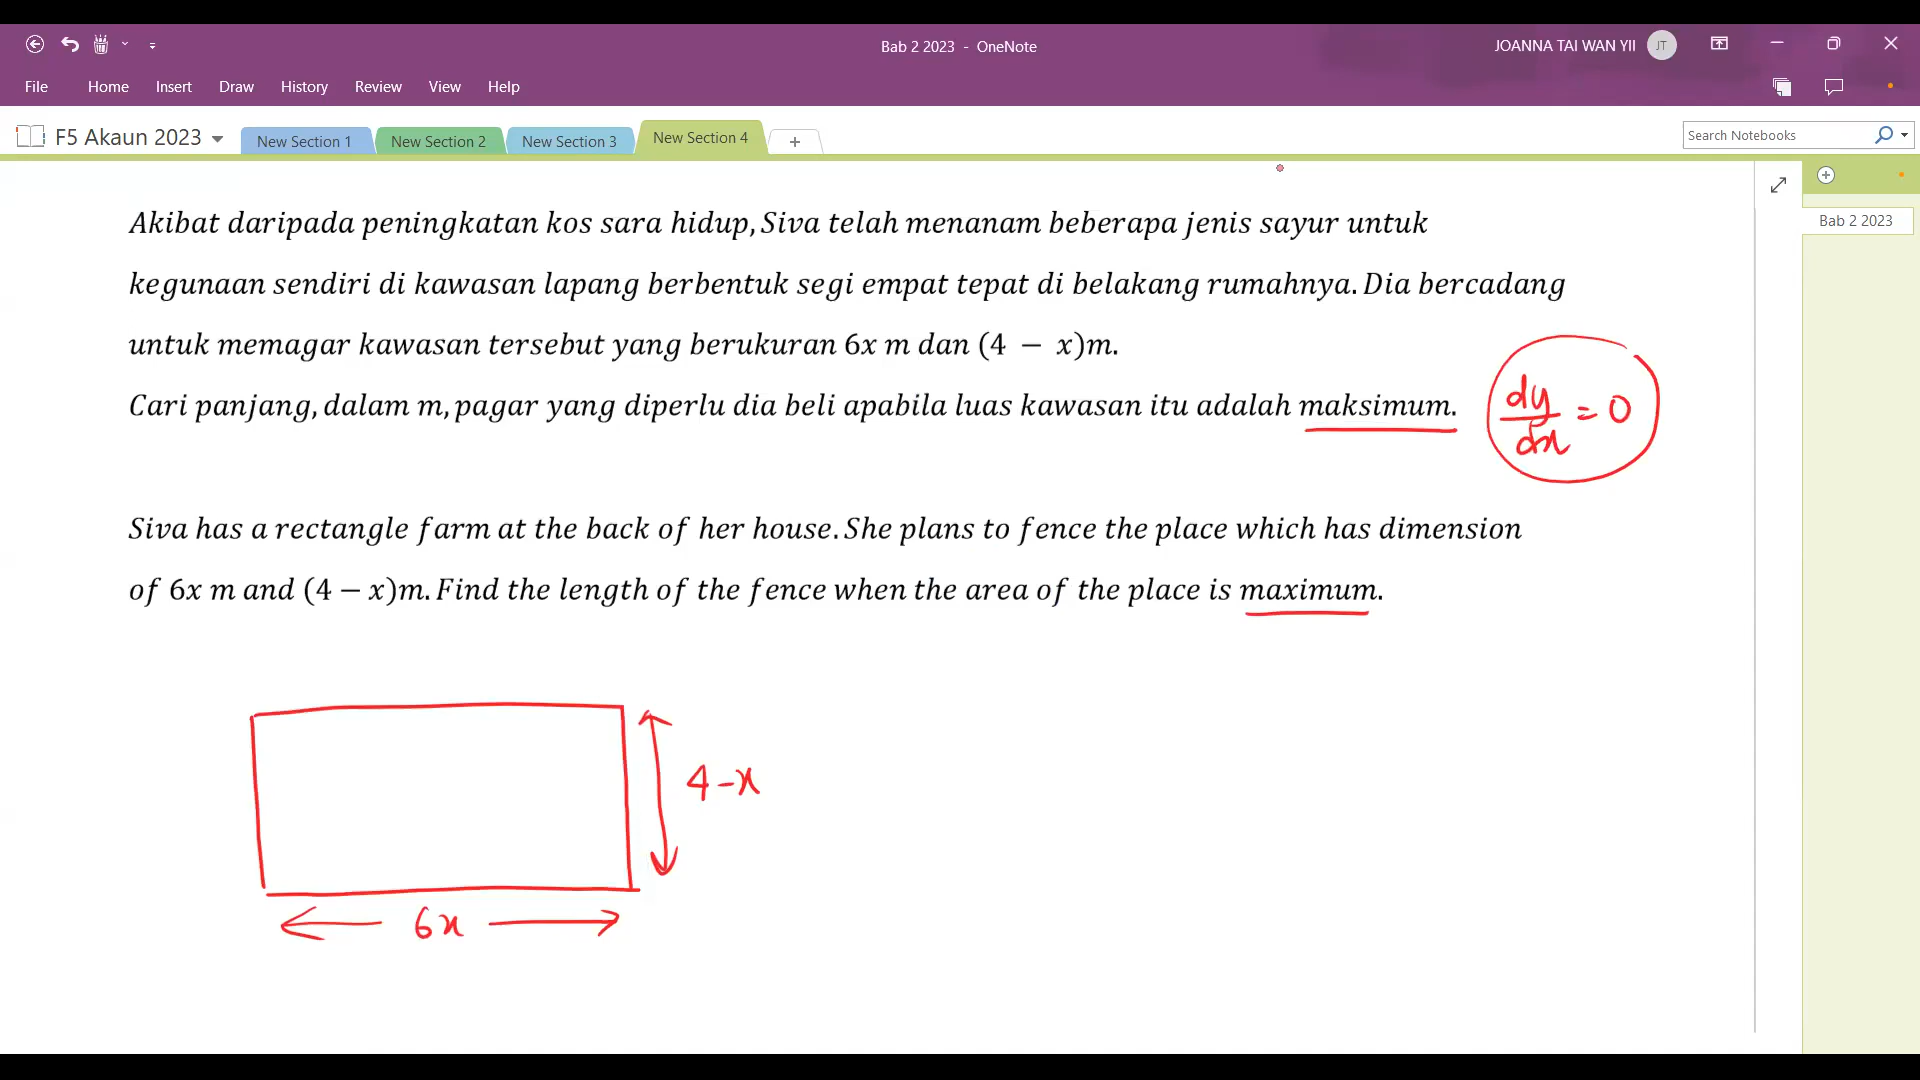 Bab 2 2023 - OneNote
JOANNA TAI WAN YII JT
File Home Insert Draw History Review View Help
F5 Akaun 2023 New Section 1 New Section 2 New Section 3 New Section 4 +
Search Notebooks
Bab 2 2023
Akibat daripada peningkatan kos sara hidup, Siva telah menanam beberapa jenis sayur untuk
kegunaan sendiri di kawasan lapang berbentuk segi empat tepat di belakang rumahnya. Dia bercadang
untuk memagar kawasan tersebut yang berukuran 6x m dan (4 − x)m.
Cari panjang, dalam m, pagar yang diperlu dia beli apabila luas kawasan itu adalah maksimum.
dy/dx = 0
Siva has a rectangle farm at the back of her house. She plans to fence the place which has dimension
of 6x m and (4 − x)m. Find the length of the fence when the area of the place is maximum.
4-x
6x